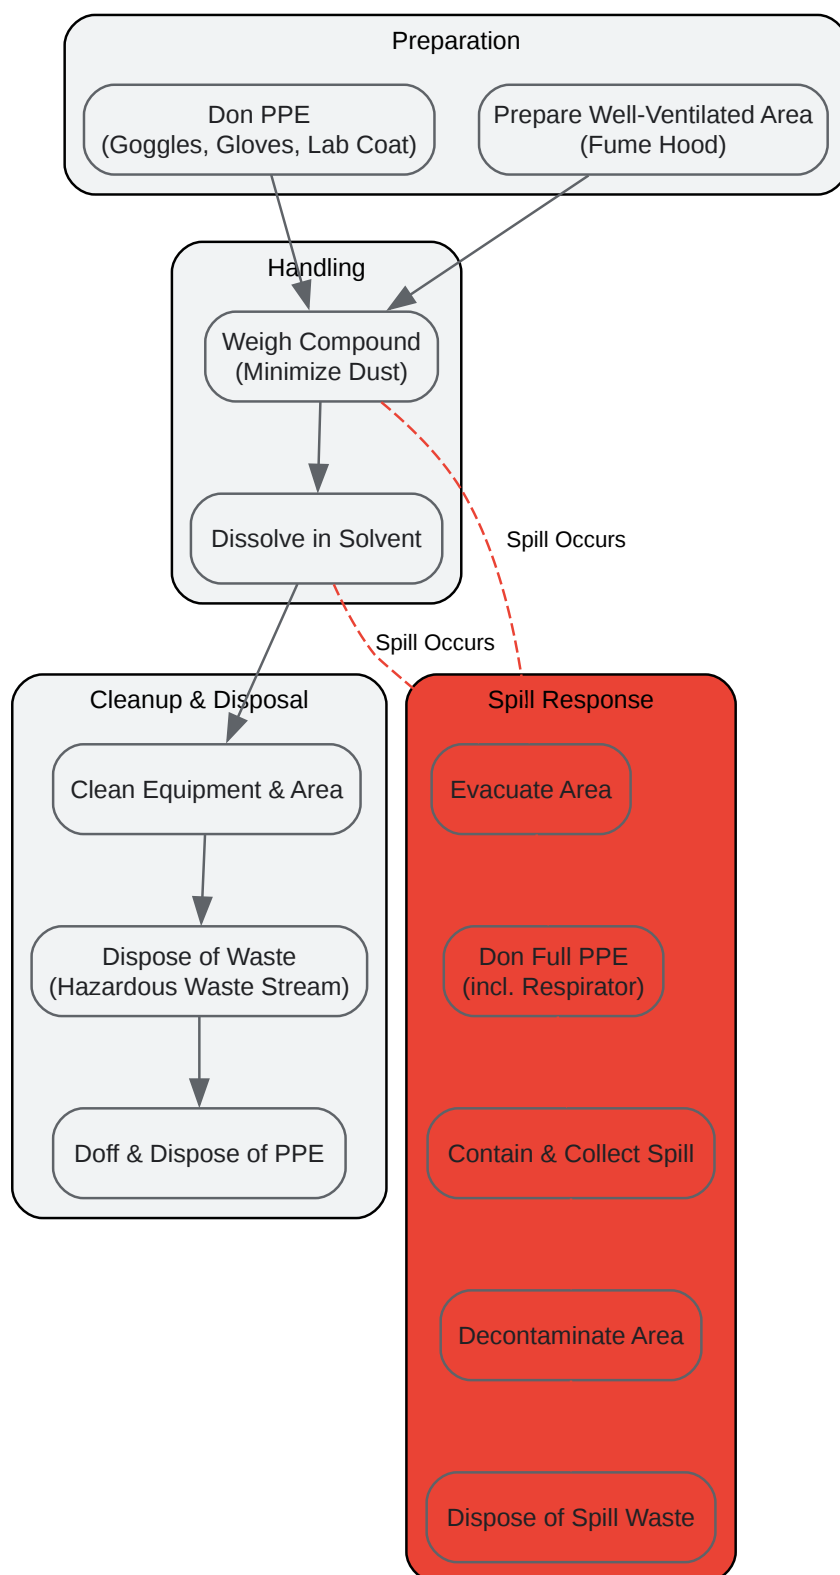 Preparation
Don PPE
(Goggles, Gloves, Lab Coat)
Prepare Well-Ventilated Area
(Fume Hood)
Handling
Weigh Compound
(Minimize Dust)
Dissolve in Solvent
Spill Occurs
Spill Occurs
Cleanup & Disposal
Clean Equipment & Area
Dispose of Waste
(Hazardous Waste Stream)
Doff & Dispose of PPE
Spill Response
Evacuate Area
Don Full PPE
(incl. Respirator)
Contain & Collect Spill
Decontaminate Area
Dispose of Spill Waste